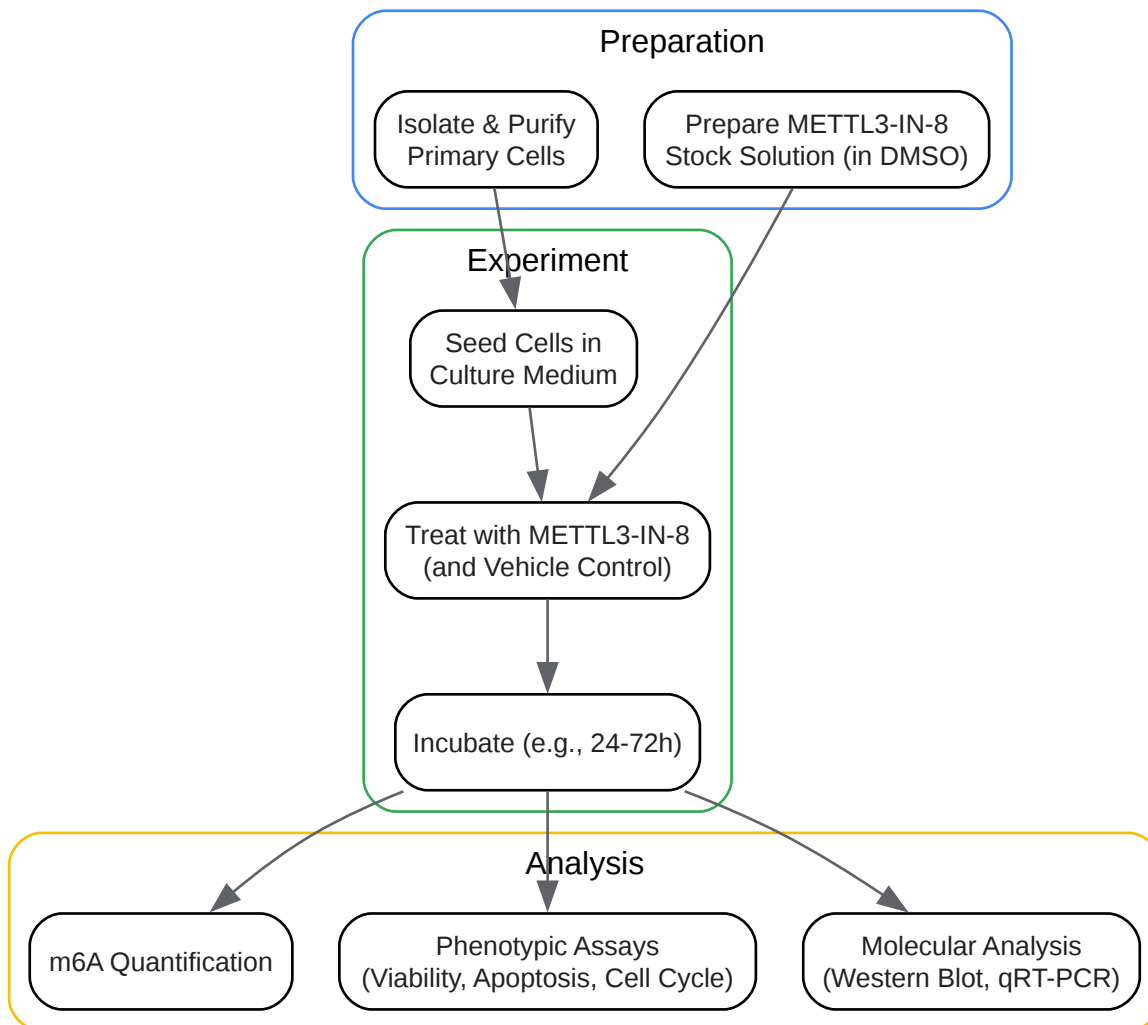 Preparation
Isolate & Purify
Primary Cells
Prepare METTL3-IN-8
Stock Solution (in DMSO)
Experiment
Seed Cells in
Culture Medium
Treat with METTL3-IN-8
(and Vehicle Control)
Incubate (e.g., 24-72h)
Analysis
m6A Quantification
Phenotypic Assays
(Viability, Apoptosis, Cell Cycle)
Molecular Analysis
(Western Blot, qRT-PCR)